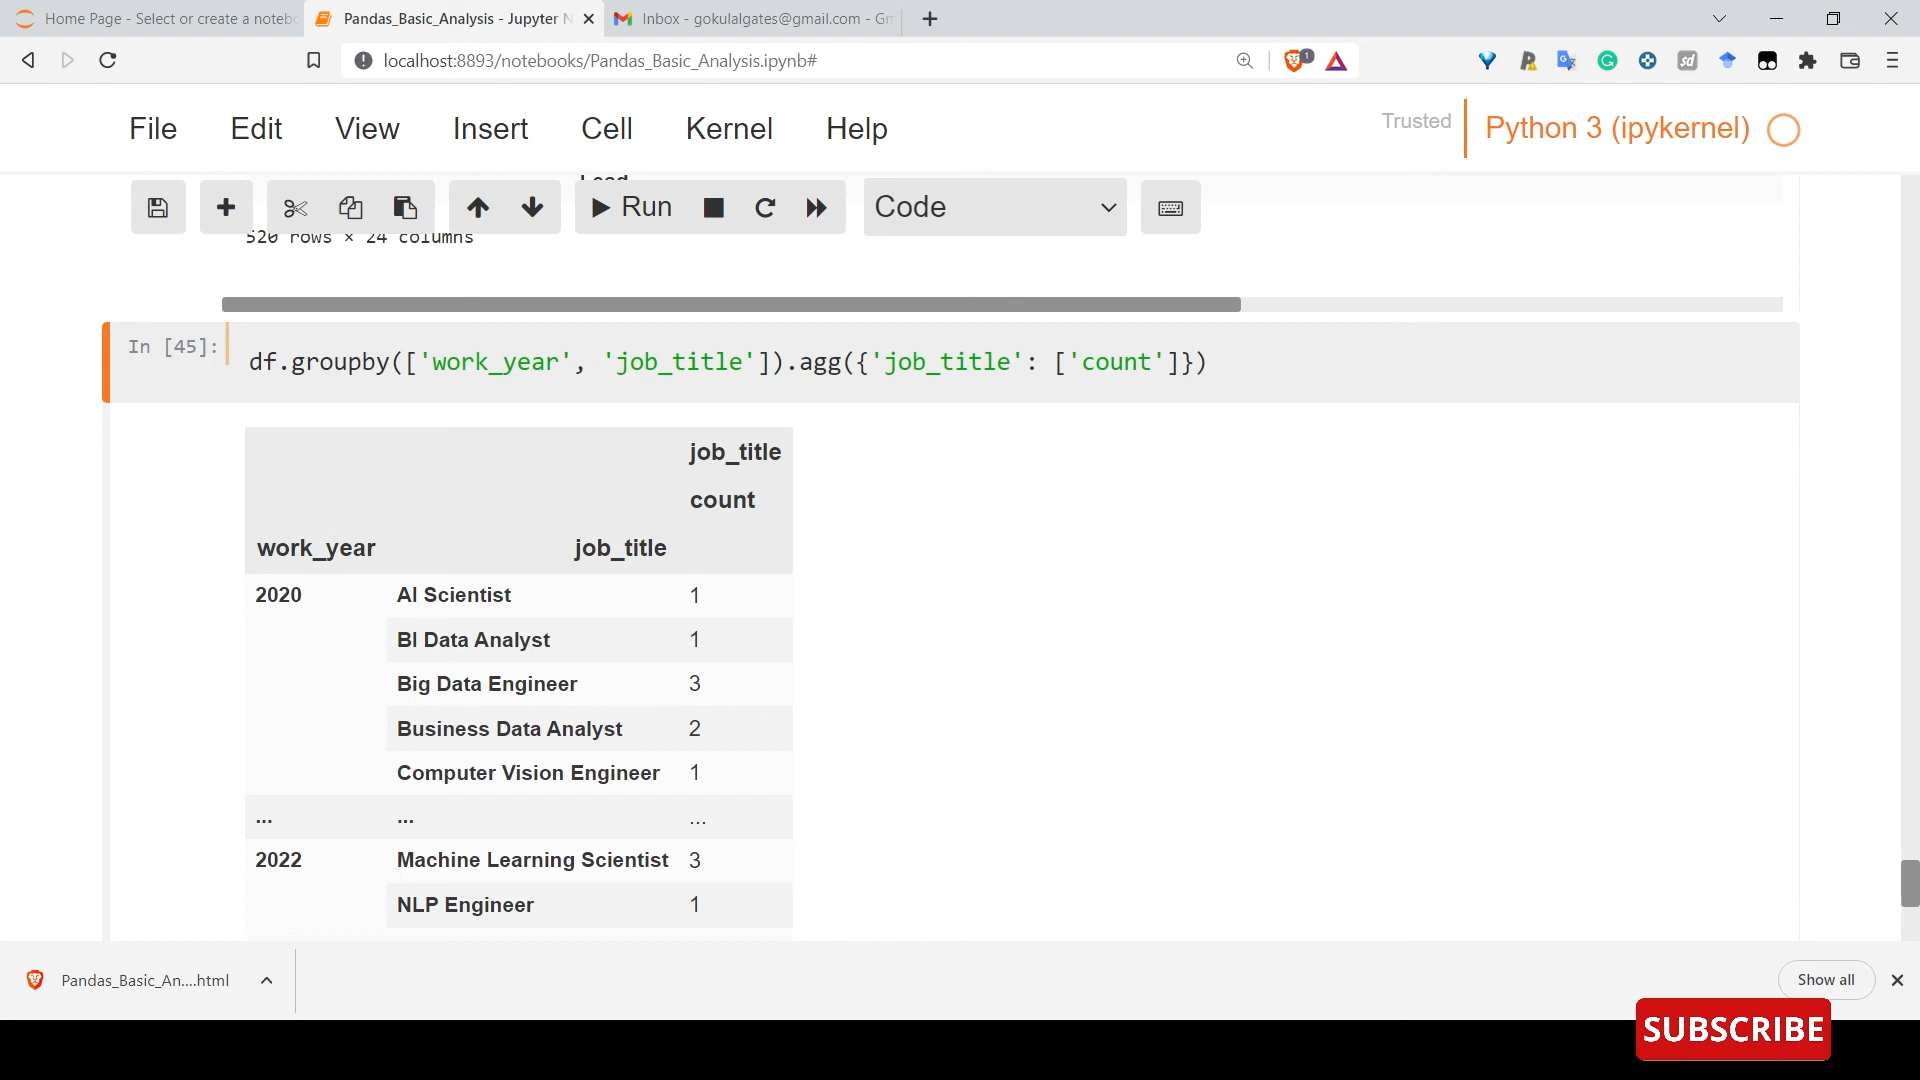 Home Page - Select or create a noteb
Pandas_Basic_Analysis - Jupyter N
Inbox - gokulalgates@gmail.com - Gm
localhost:8893/notebooks/Pandas_Basic_Analysis.ipynb#
File Edit View Insert Cell Kernel Help
Trusted
Python 3 (ipykernel)
Run
Code
520 rows × 24 columns
In [45]:
df.groupby(['work_year', 'job_title']).agg({'job_title': ['count']})
job_title
count
work_year job_title
2020 AI Scientist 1
BI Data Analyst 1
Big Data Engineer 3
Business Data Analyst 2
Computer Vision Engineer 1
... ... ...
2022 Machine Learning Scientist 3
NLP Engineer 1
Pandas_Basic_An....html
Show all
SUBSCRIBE